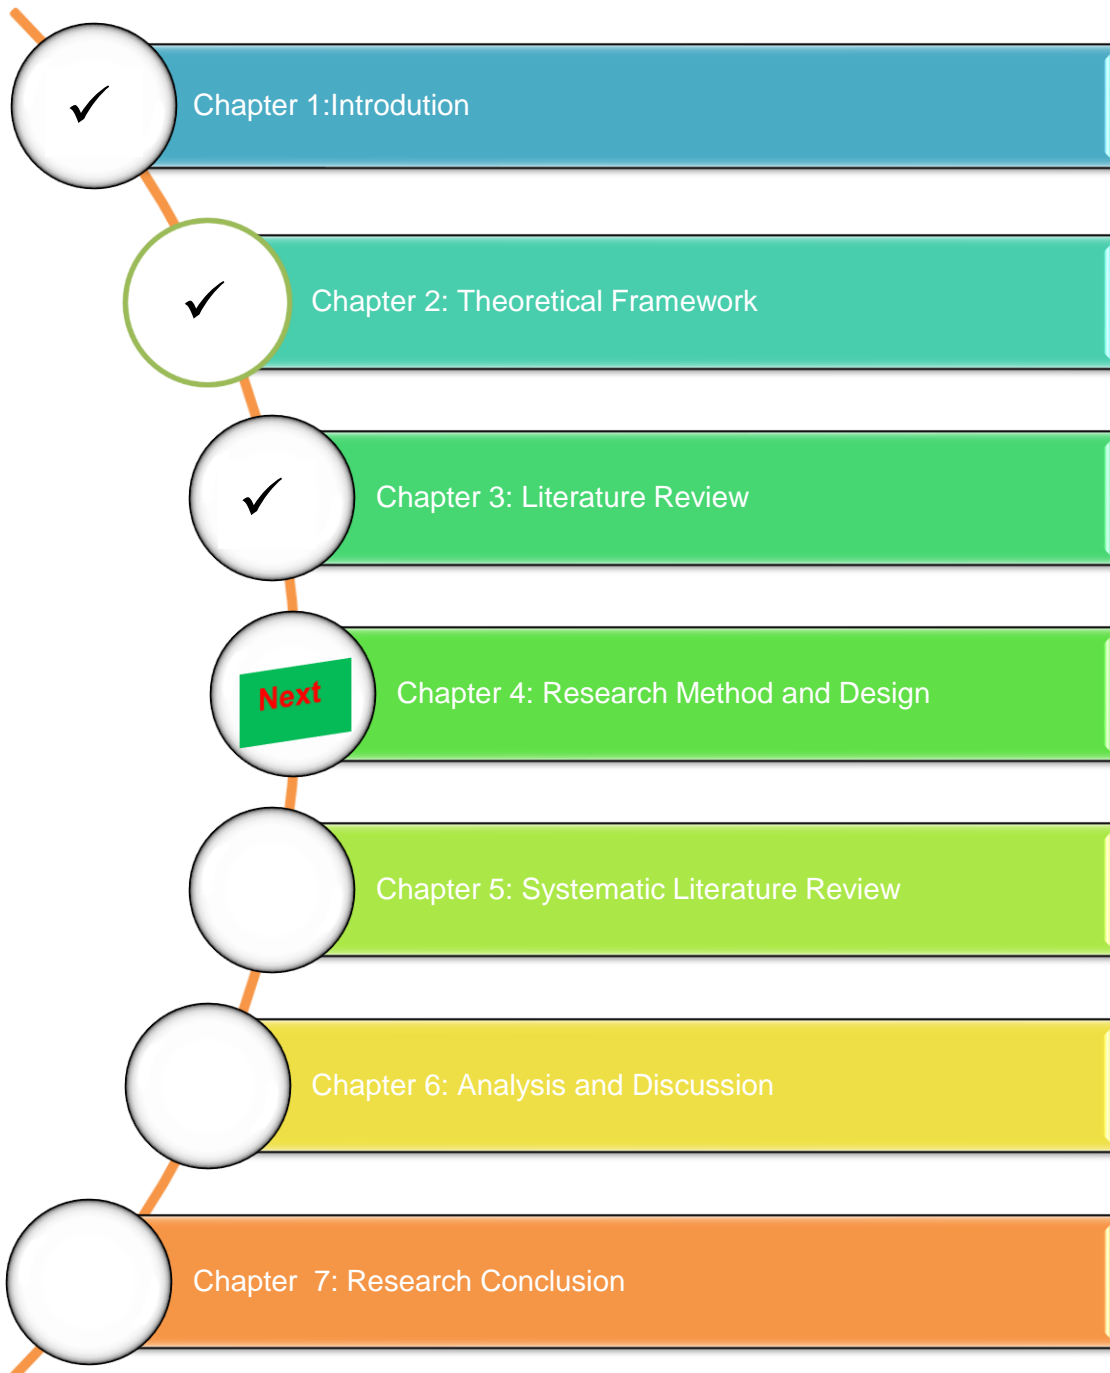 ✓
Chapter 1:Introdution
✓
Chapter 2: Theoretical Framework
✓
Chapter 3: Literature Review
Next
Chapter 4: Research Method and Design
Chapter 5: Systematic Literature Review
Chapter 6: Analysis and Discussion
Chapter  7: Research Conclusion